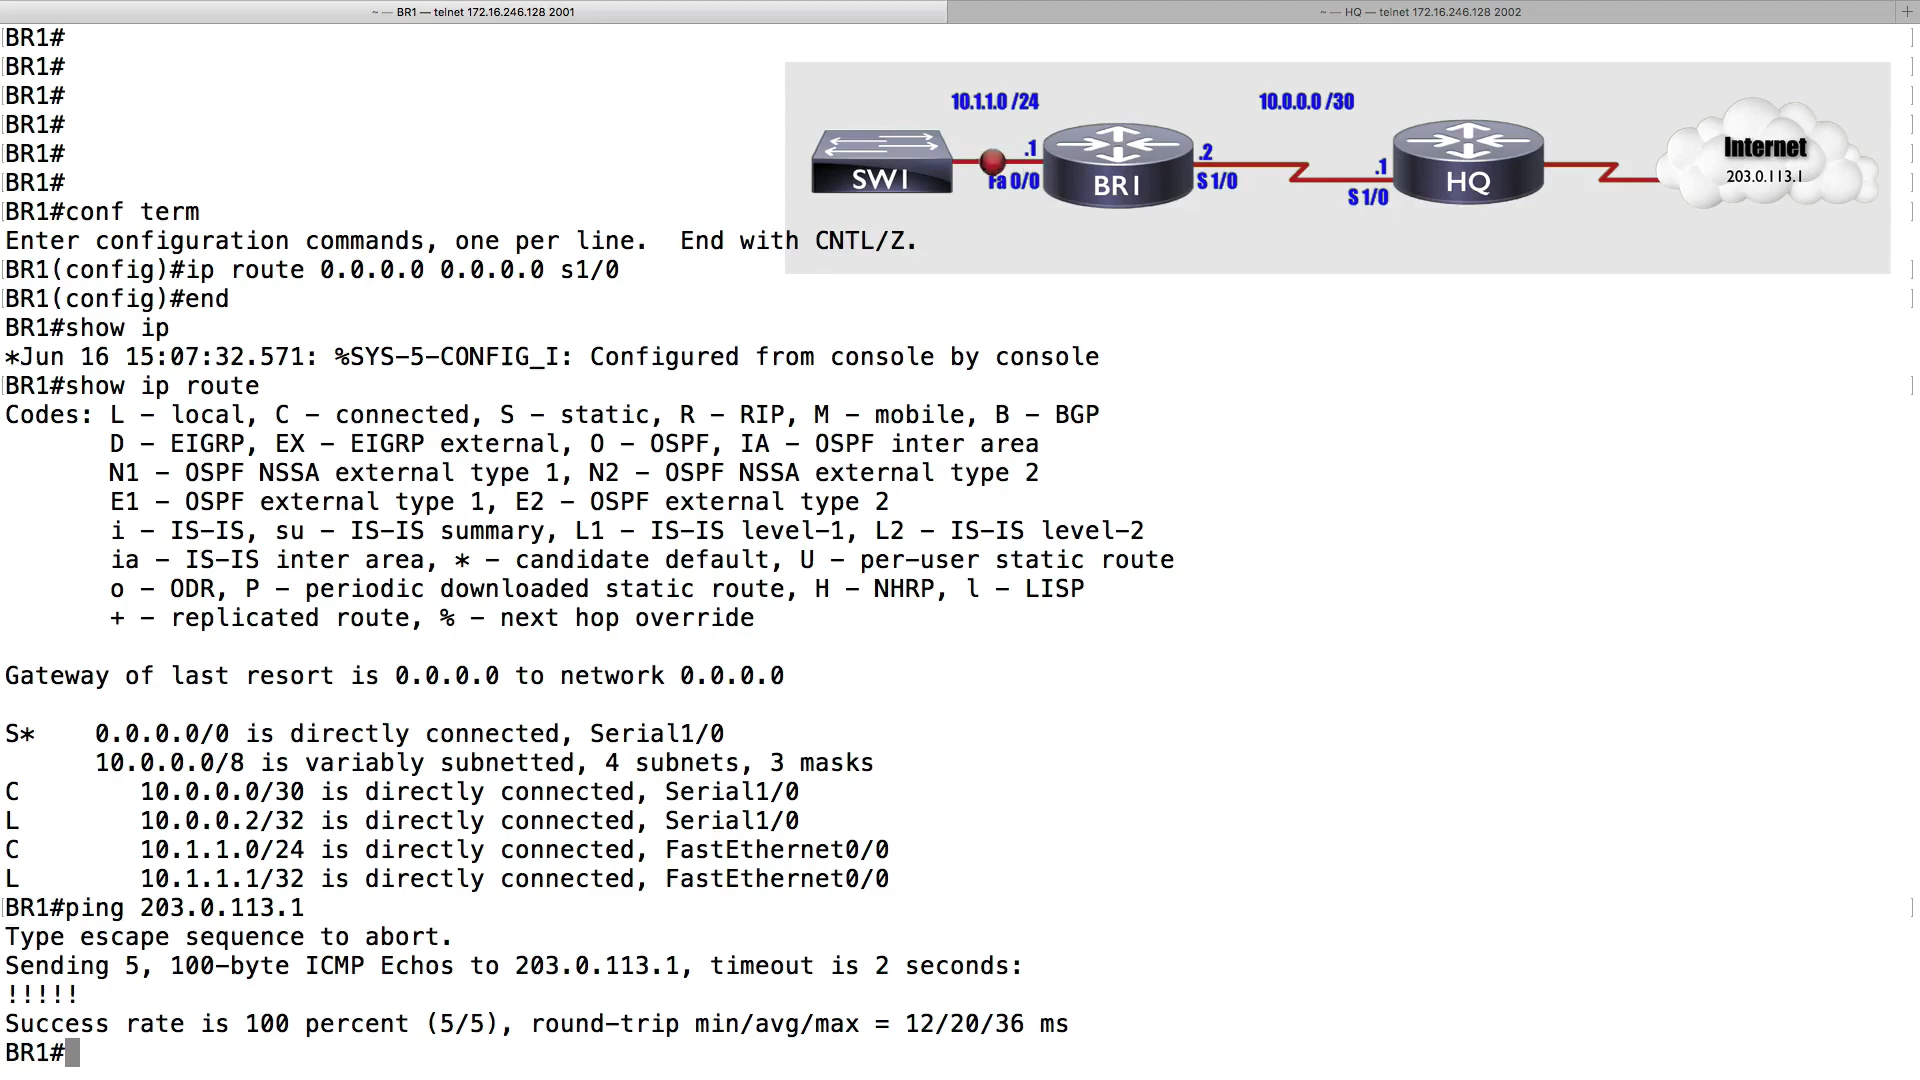 ~ — BR1 — telnet 172.16.246.128 2001
~ — HQ — telnet 172.16.246.128 2002
+
BR1#
BR1#
BR1#
BR1#
BR1#
BR1#
BR1#conf term
Enter configuration commands, one per line.  End with CNTL/Z.
BR1(config)#ip route 0.0.0.0 0.0.0.0 s1/0
BR1(config)#end
BR1#show ip
*Jun 16 15:07:32.571: %SYS-5-CONFIG_I: Configured from console by console
BR1#show ip route
Codes: L - local, C - connected, S - static, R - RIP, M - mobile, B - BGP
       D - EIGRP, EX - EIGRP external, O - OSPF, IA - OSPF inter area
       N1 - OSPF NSSA external type 1, N2 - OSPF NSSA external type 2
       E1 - OSPF external type 1, E2 - OSPF external type 2
       i - IS-IS, su - IS-IS summary, L1 - IS-IS level-1, L2 - IS-IS level-2
       ia - IS-IS inter area, * - candidate default, U - per-user static route
       o - ODR, P - periodic downloaded static route, H - NHRP, l - LISP
       + - replicated route, % - next hop override
Gateway of last resort is 0.0.0.0 to network 0.0.0.0
S*    0.0.0.0/0 is directly connected, Serial1/0
      10.0.0.0/8 is variably subnetted, 4 subnets, 3 masks
C        10.0.0.0/30 is directly connected, Serial1/0
L        10.0.0.2/32 is directly connected, Serial1/0
C        10.1.1.0/24 is directly connected, FastEthernet0/0
L        10.1.1.1/32 is directly connected, FastEthernet0/0
BR1#ping 203.0.113.1
Type escape sequence to abort.
Sending 5, 100-byte ICMP Echos to 203.0.113.1, timeout is 2 seconds:
!!!!!
Success rate is 100 percent (5/5), round-trip min/avg/max = 12/20/36 ms
BR1#
10.1.1.0 /24
10.0.0.0 /30
SW1
.1
Fa 0/0
BR1
.2
S 1/0
.1
S 1/0
HQ
Internet
203.0.113.1